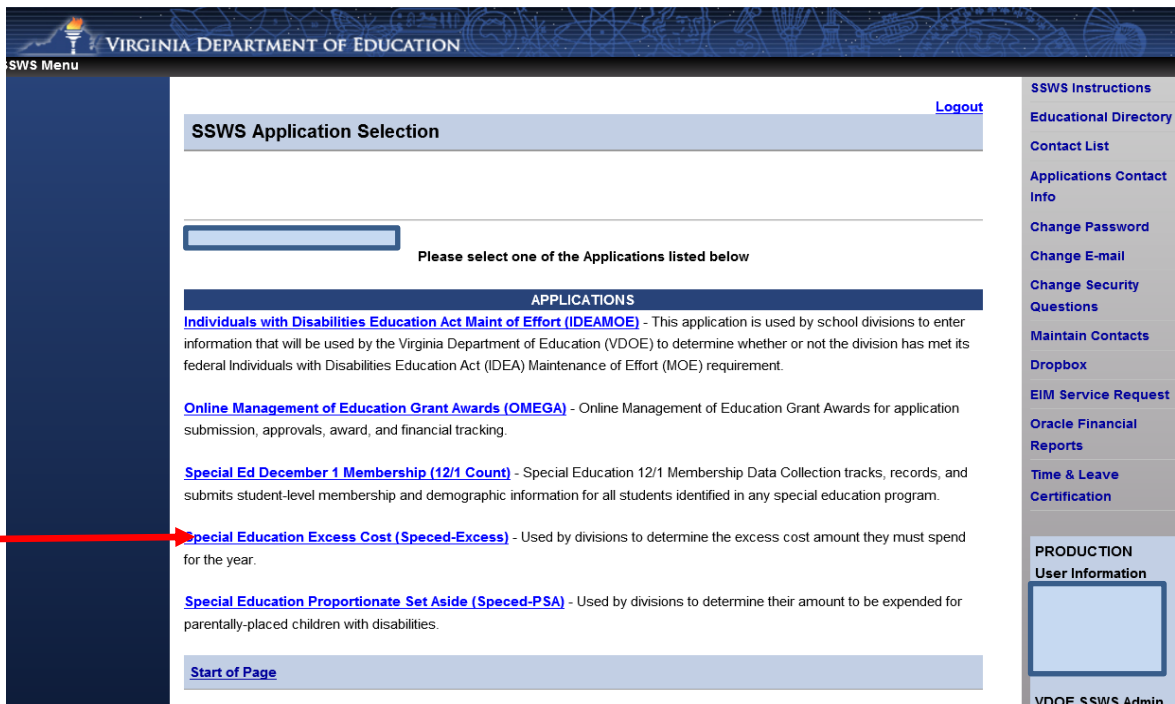 VIRGINIA DEPARTMENT OF EDUCATION
SSWS Menu
Logout
SSWS Application Selection
Please select one of the Applications listed below
APPLICATIONS
Individuals with Disabilities Education Act Maint of Effort (IDEAMOE) - This application is used by school divisions to enter
information that will be used by the Virginia Department of Education (VDOE) to determine whether or not the division has met its
federal Individuals with Disabilities Education Act (IDEA) Maintenance of Effort (MOE) requirement.
Online Management of Education Grant Awards (OMEGA) - Online Management of Education Grant Awards for application
submission, approvals, award, and financial tracking.
Special Ed December 1 Membership (12/1 Count) - Special Education 12/1 Membership Data Collection tracks, records, and
submits student-level membership and demographic information for all students identified in any special education program.
Special Education Excess Cost (Speced-Excess) - Used by divisions to determine the excess cost amount they must spend
for the year.
Special Education Proportionate Set Aside (Speced-PSA) - Used by divisions to determine their amount to be expended for
parentally-placed children with disabilities.
Start of Page
SSWS Instructions
Educational Directory
Contact List
Applications Contact
Info
Change Password
Change E-mail
Change Security
Questions
Maintain Contacts
Dropbox
EIM Service Request
Oracle Financial
Reports
Time & Leave
Certification
PRODUCTION
User Information
VDOE SSWS Admin